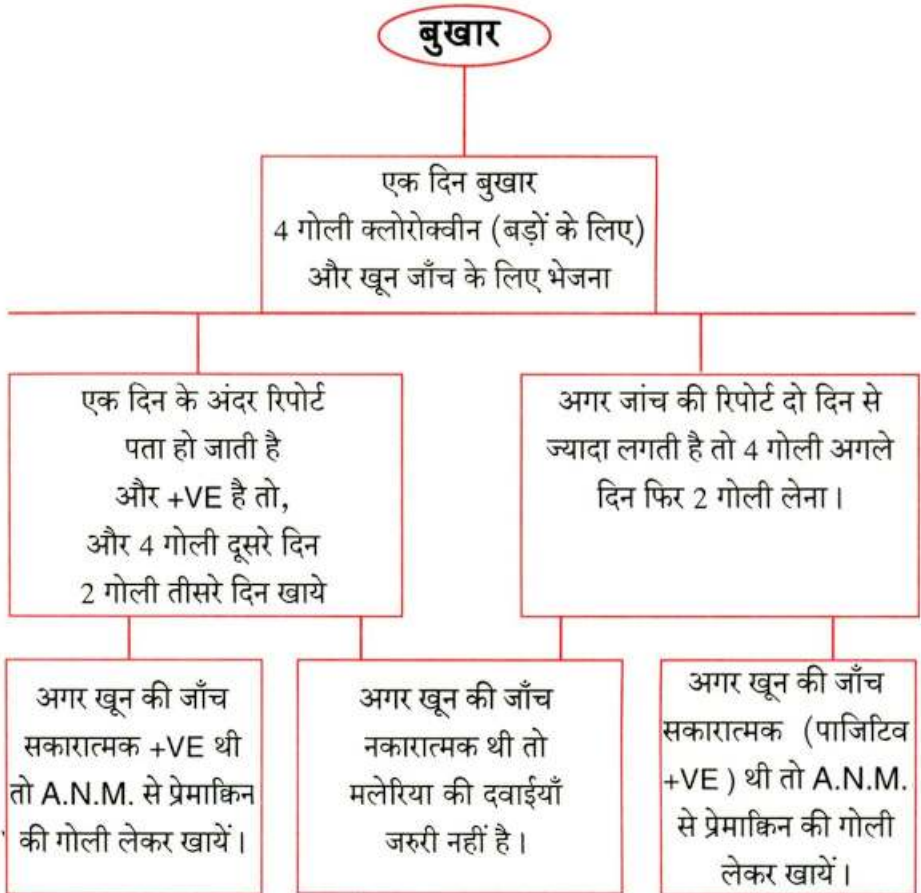 बुखार
एक दिन बुखार
4 गोली क्लोरोक्वीन (बड़ों के लिए)
और खून जाँच के लिए भेजना
एक दिन के अंदर रिपोर्ट
पता हो जाती है
और +VE है तो,
और 4 गोली दूसरे दिन
2 गोली तीसरे दिन खाये
अगर जांच की रिपोर्ट दो दिन से
ज्यादा लगती है तो 4 गोली अगले
दिन फिर 2 गोली लेना।
अगर खून की जाँच
सकारात्मक +VE थी
तो A.N.M. से प्रेमाक्विन
की गोली लेकर खायें।
अगर खून की जाँच
नकारात्मक थी तो
मलेरिया की दवाईयाँ
जरुरी नहीं है।
अगर खून की जाँच
सकारात्मक (पाजिटिव
+VE ) थी तो A.N.M.
से प्रेमाक्विन की गोली
लेकर खायें।